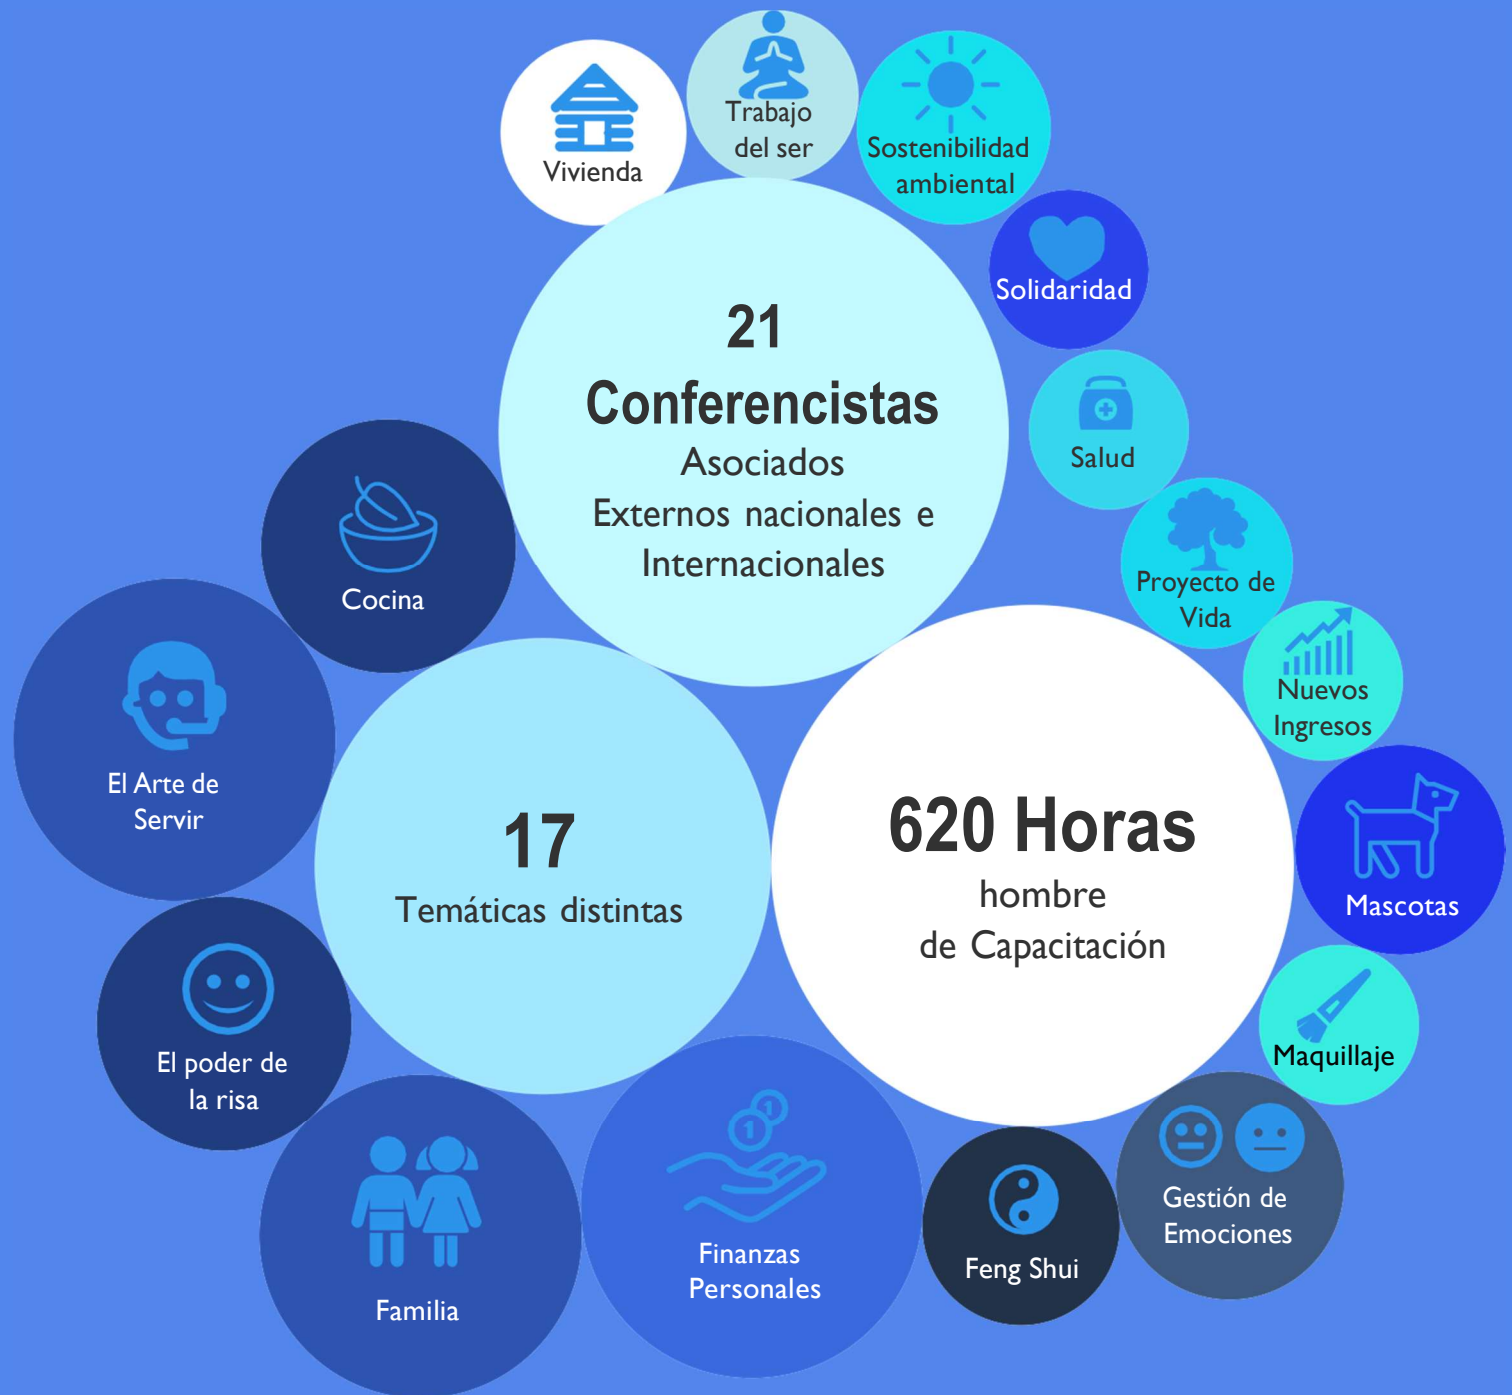 Vivienda
Trabajo
del ser
Sostenibilidad
ambiental
Solidaridad
Salud
Proyecto de
Vida
Nuevos
Ingresos
Mascotas
Maquillaje
Gestión de
Emociones
Feng Shui
Finanzas
Personales
Familia
El poder de
la risa
El Arte de
Servir
Cocina
21
Conferencistas
Asociados
Externos nacionales e
Internacionales
17
Temáticas distintas
620 Horas
hombre
de Capacitación
1
1